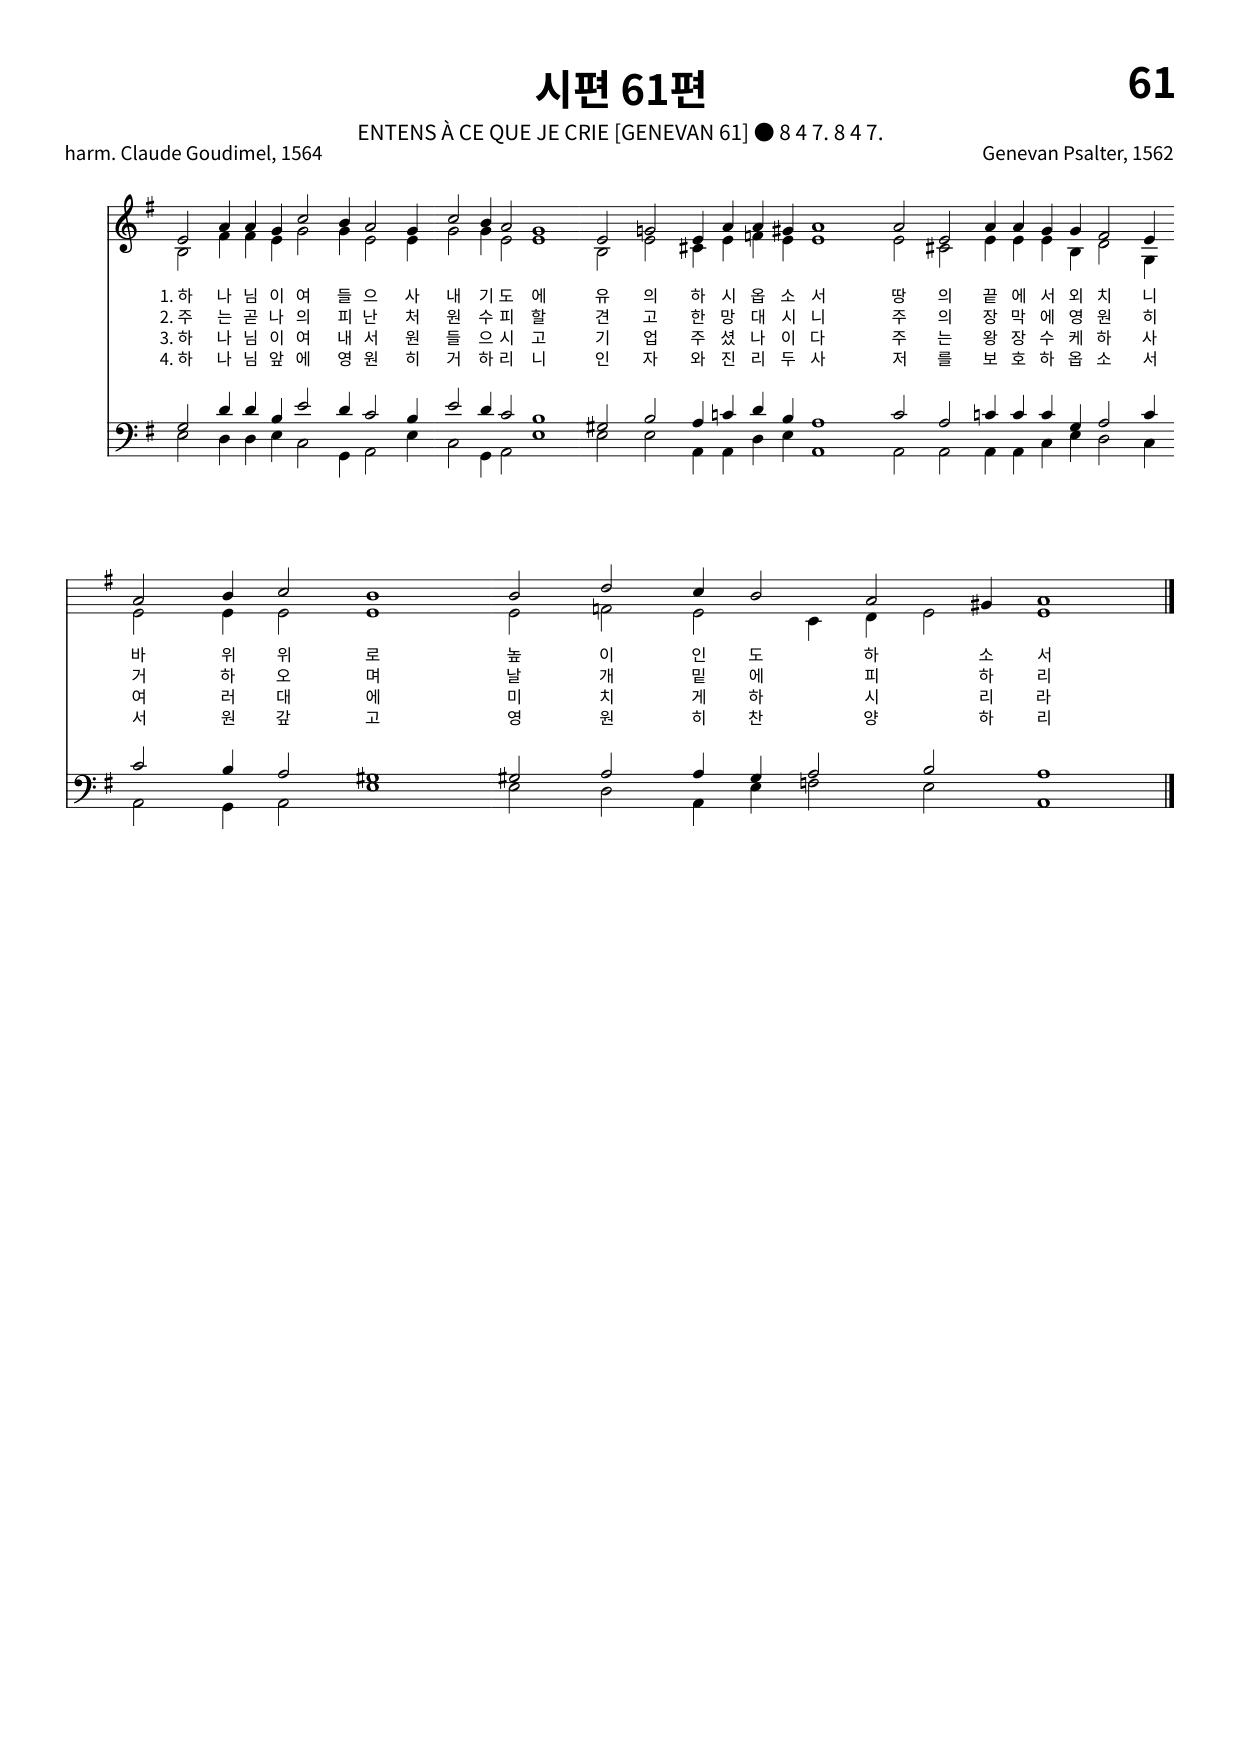 시편 61편
61
ENTENS À CE QUE JE CRIE [GENEVAN 61] ● 8 4 7. 8 4 7.
harm. Claude Goudimel, 1564
Genevan Psalter, 1562
1. 하 나 님 이 여 들 으 사 내 기 도 에 유 의 하 시 옵 소 서 땅 의 끝 에 서 외 치 니
2. 주 는 곧 나 의 피 난 처 원 수 피 할 견 고 한 망 대 시 니 주 의 장 막 에 영 원 히
3. 하 나 님 이 여 내 서 원 들 으 시 고 기 업 주 셨 나 이 다 주 는 왕 장 수 케 하 사
4. 하 나 님 앞 에 영 원 히 거 하 리 니 인 자 와 진 리 두 사 저 를 보 호 하 옵 소 서
바 위 위 로 높 이 인 도 하 소 서
거 하 오 며 날 개 밑 에 피 하 리
여 러 대 에 미 치 게 하 시 리 라
서 원 갚 고 영 원 히 찬 양 하 리